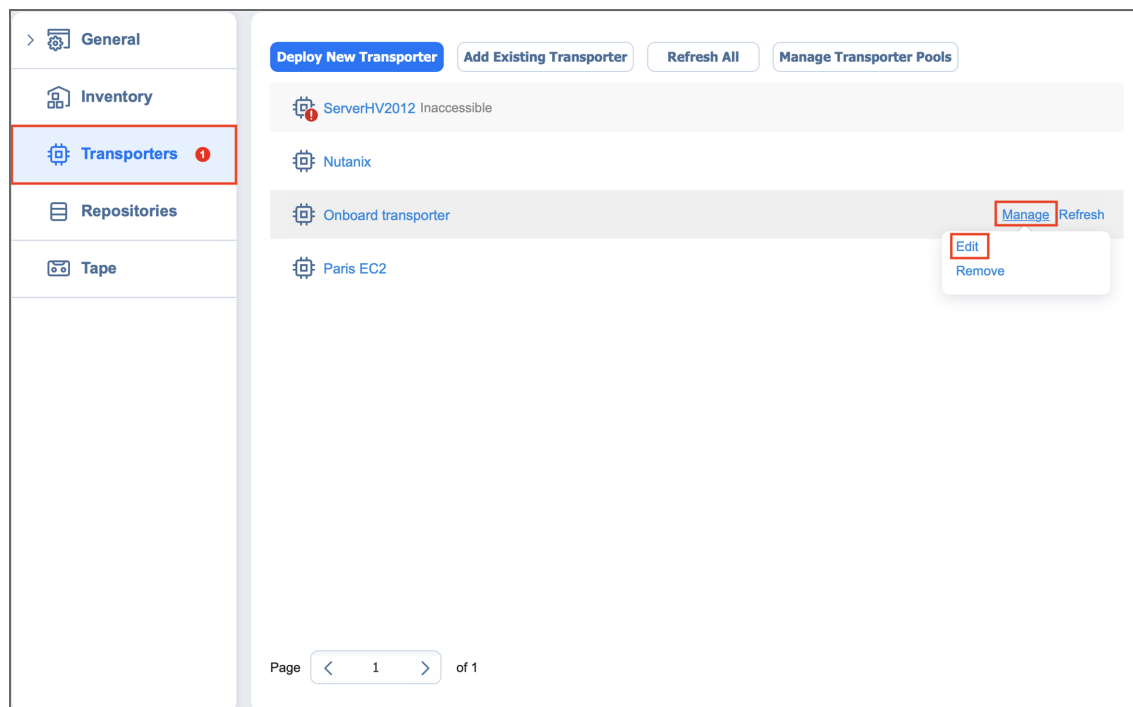 General
Inventory
Transporters 1
Repositories
Tape
Deploy New Transporter Add Existing Transporter Refresh All Manage Transporter Pools
ServerHV2012 Inaccessible
Nutanix
Onboard transporter Manage Refresh
Edit
Remove
Paris EC2
Page 1 of 1